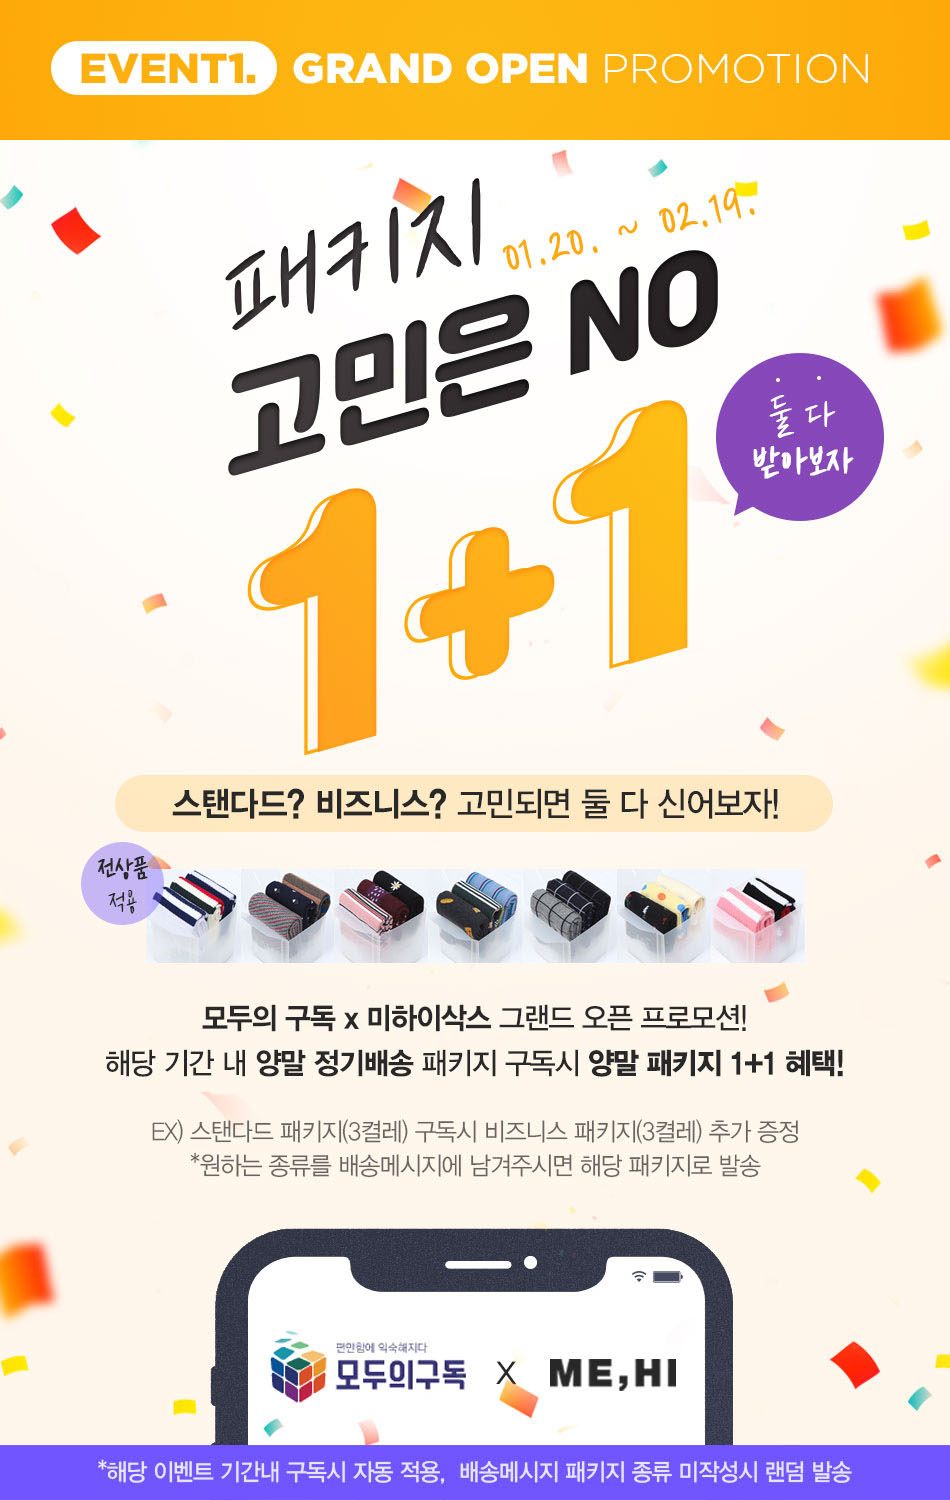 EVENT1. GRAND OPEN PROMOTION
패키지 01.20. ~ 02.19.
고민은 NO
둘 다
받아보자
1+1
스탠다드? 비즈니스? 고민되면 둘 다 신어보자!
전상품
적용
모두의 구독 x 미하이삭스 그랜드 오픈 프로모션!
해당 기간 내 양말 정기배송 패키지 구독시 양말 패키지 1+1 혜택!
EX) 스탠다드 패키지(3켤레) 구독시 비즈니스 패키지(3켤레) 추가 증정
*원하는 종류를 배송메시지에 남겨주시면 해당 패키지로 발송
편안함에 익숙해지다
모두의구독 X ME,HI
*해당 이벤트 기간내 구독시 자동 적용, 배송메시지 패키지 종류 미작성시 랜덤 발송